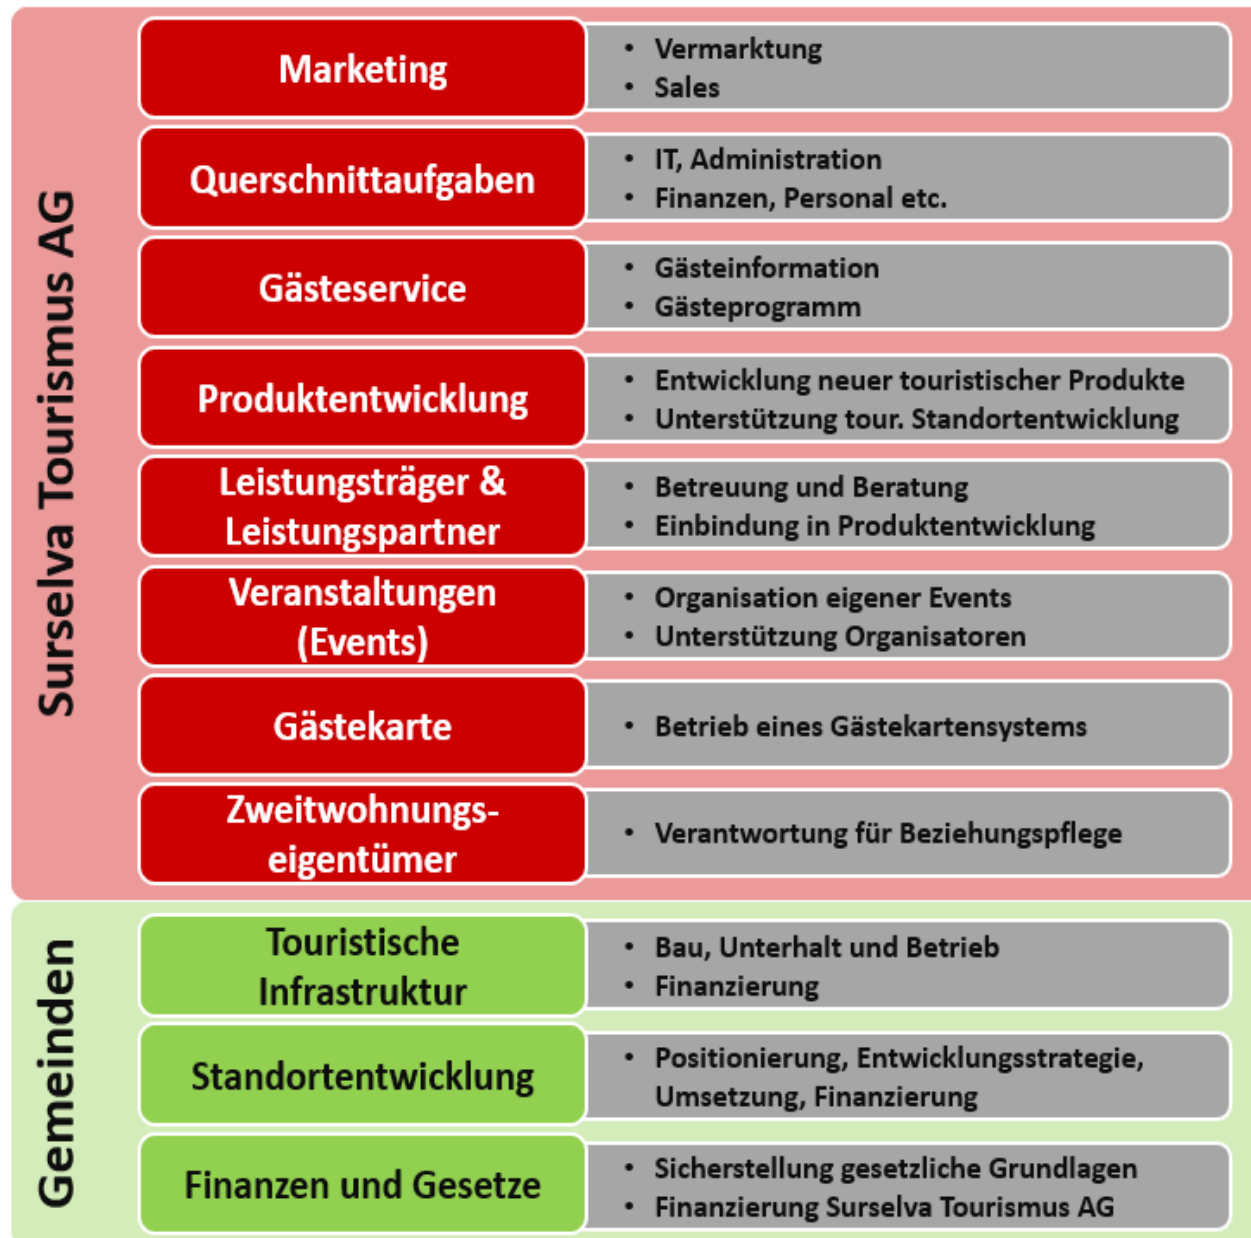 Surselva Tourismus AG
Marketing
• Vermarktung
• Sales
Querschnittaufgaben
• IT, Administration
• Finanzen, Personal etc.
Gästeservice
• Gästeinformation
• Gästeprogramm
Produktentwicklung
• Entwicklung neuer touristischer Produkte
• Unterstützung tour. Standortentwicklung
Leistungsträger &
Leistungspartner
• Betreuung und Beratung
• Einbindung in Produktentwicklung
Veranstaltungen
(Events)
• Organisation eigener Events
• Unterstützung Organisatoren
Gästekarte
• Betrieb eines Gästekartensystems
Zweitwohnungs-
eigentümer
• Verantwortung für Beziehungspflege
Gemeinden
Touristische
Infrastruktur
• Bau, Unterhalt und Betrieb
• Finanzierung
Standortentwicklung
• Positionierung, Entwicklungsstrategie,
Umsetzung, Finanzierung
Finanzen und Gesetze
• Sicherstellung gesetzliche Grundlagen
• Finanzierung Surselva Tourismus AG